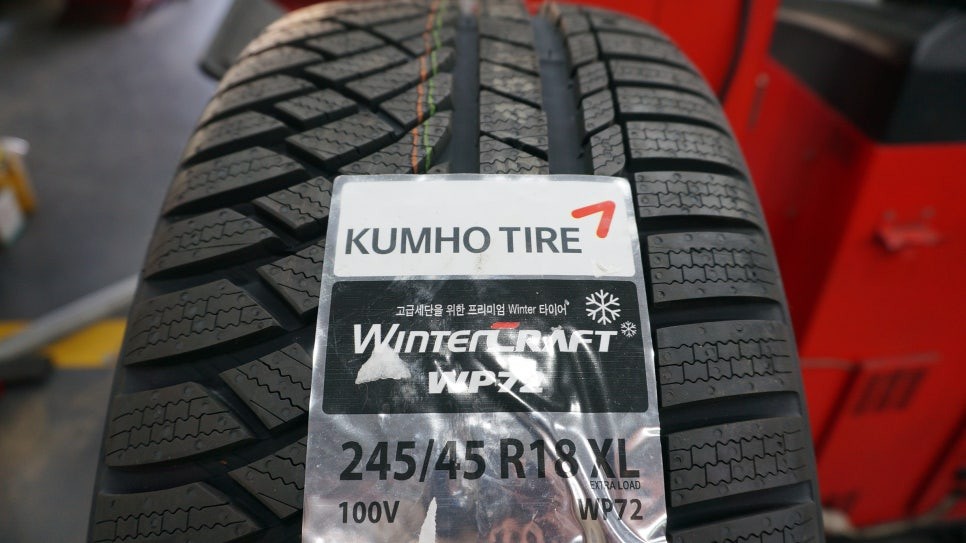 KUMHO TIRE
고급세단을 위한 프리미엄 Winter 타이어
WINTERCRAFT
WP72
245/45 R18 XL
EXTRA LOAD
100V WP72